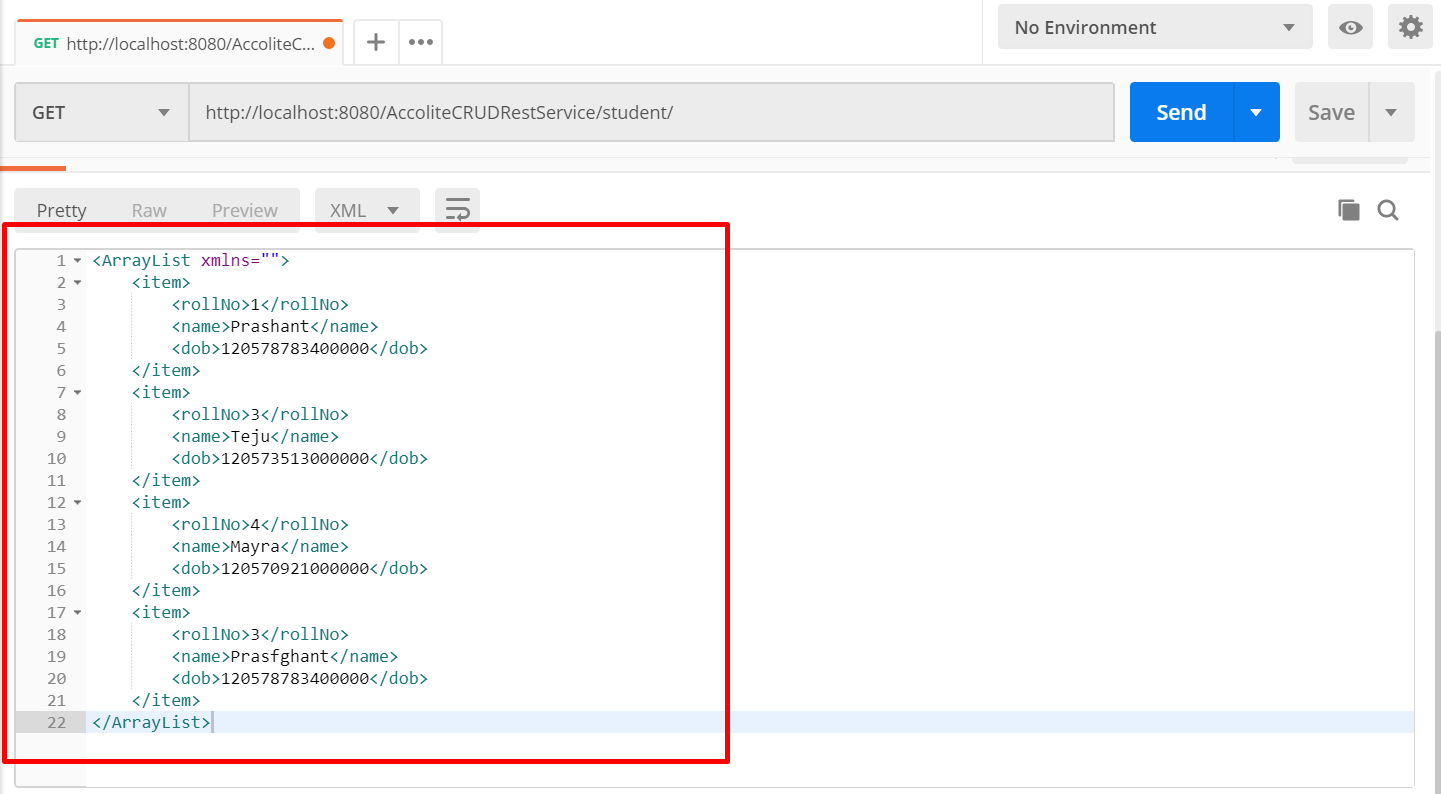 GET http://localhost:8080/AccoliteC... + •••
No Environment
GET http://localhost:8080/AccoliteCRUDRestService/student/ Send Save
Pretty Raw Preview XML
1 <ArrayList xmlns="">
2 <item>
3 <rollNo>1</rollNo>
4 <name>Prashant</name>
5 <dob>120578783400000</dob>
6 </item>
7 <item>
8 <rollNo>3</rollNo>
9 <name>Teju</name>
10 <dob>120573513000000</dob>
11 </item>
12 <item>
13 <rollNo>4</rollNo>
14 <name>Mayra</name>
15 <dob>120570921000000</dob>
16 </item>
17 <item>
18 <rollNo>3</rollNo>
19 <name>Prasfghant</name>
20 <dob>120578783400000</dob>
21 </item>
22 </ArrayList>